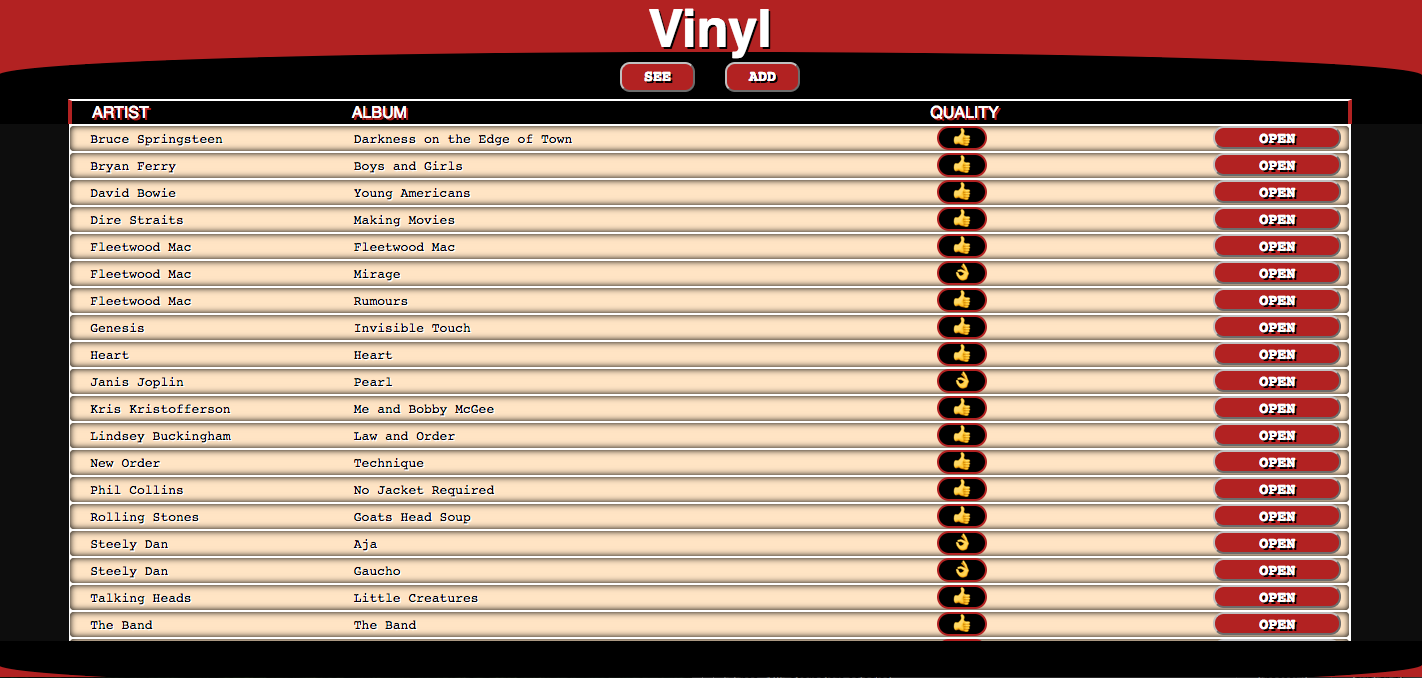 Vinyl
SEE ADD
ARTIST ALBUM QUALITY
Bruce Springsteen Darkness on the Edge of Town 👍 OPEN
Bryan Ferry Boys and Girls 👍 OPEN
David Bowie Young Americans 👍 OPEN
Dire Straits Making Movies 👍 OPEN
Fleetwood Mac Fleetwood Mac 👍 OPEN
Fleetwood Mac Mirage 👌 OPEN
Fleetwood Mac Rumours 👍 OPEN
Genesis Invisible Touch 👍 OPEN
Heart Heart 👍 OPEN
Janis Joplin Pearl 👌 OPEN
Kris Kristofferson Me and Bobby McGee 👍 OPEN
Lindsey Buckingham Law and Order 👍 OPEN
New Order Technique 👍 OPEN
Phil Collins No Jacket Required 👍 OPEN
Rolling Stones Goats Head Soup 👍 OPEN
Steely Dan Aja 👌 OPEN
Steely Dan Gaucho 👌 OPEN
Talking Heads Little Creatures 👍 OPEN
The Band The Band 👍 OPEN